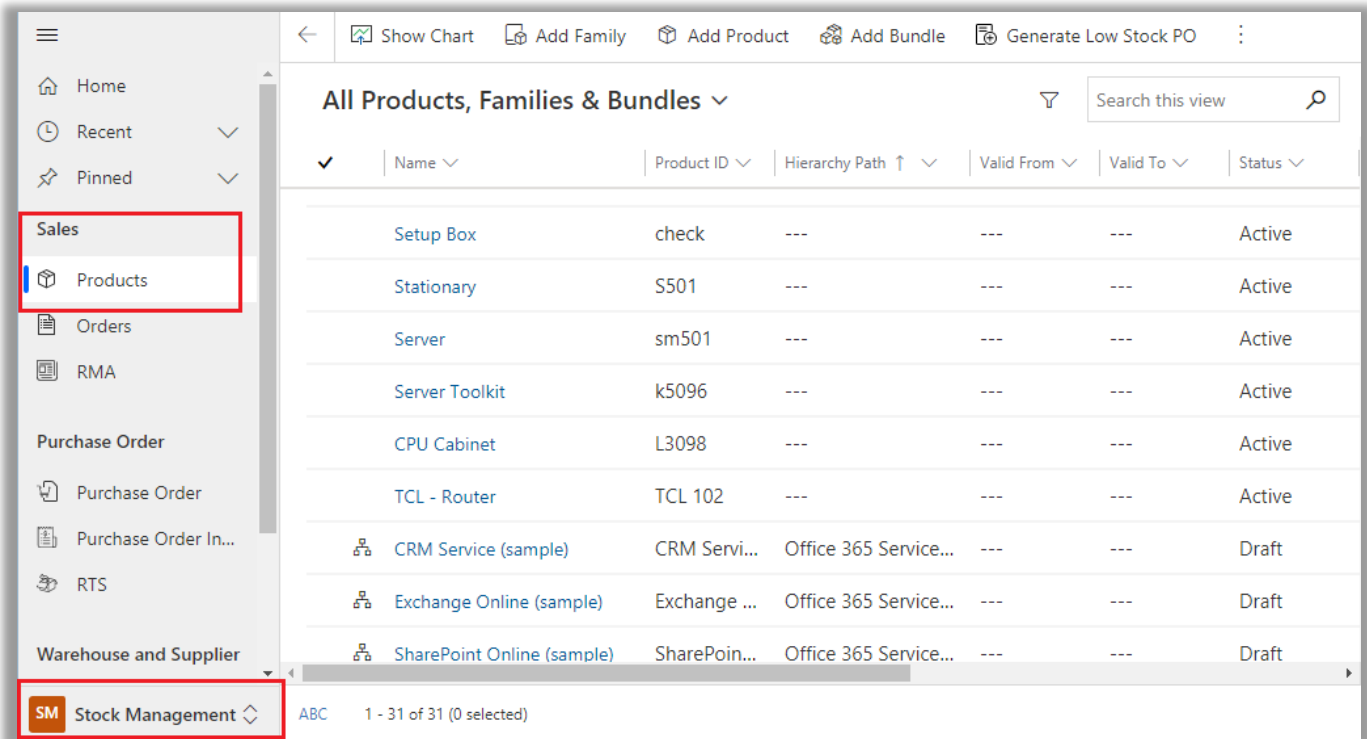 Show Chart Add Family Add Product Add Bundle Generate Low Stock PO
Home
Recent
Pinned
Sales
Products
Orders
RMA
Purchase Order
Purchase Order
Purchase Order In...
RTS
Warehouse and Supplier
SM Stock Management
All Products, Families & Bundles
Search this view
Name Product ID Hierarchy Path ↑ Valid From Valid To Status
Setup Box check --- --- --- Active
Stationary S501 --- --- --- Active
Server sm501 --- --- --- Active
Server Toolkit k5096 --- --- --- Active
CPU Cabinet L3098 --- --- --- Active
TCL - Router TCL 102 --- --- --- Active
CRM Service (sample) CRM Servi... Office 365 Service... --- --- Draft
Exchange Online (sample) Exchange ... Office 365 Service... --- --- Draft
SharePoint Online (sample) SharePoin... Office 365 Service... --- --- Draft
ABC 1 - 31 of 31 (0 selected)